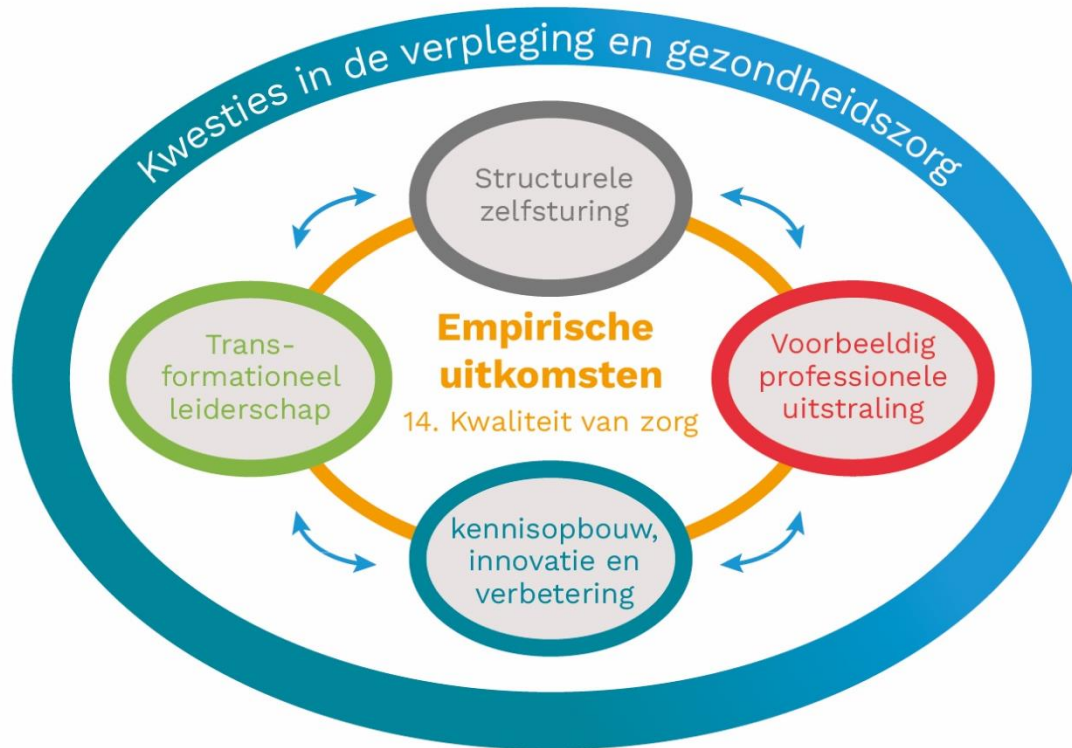 Kwesties in de verpleging en gezondheidszorg
Structurele
zelfsturing
Trans-
formationeel
leiderschap
Empirische
uitkomsten
14. Kwaliteit van zorg
Voorbeeldig
professionele
uitstraling
kennisopbouw,
innovatie en
verbetering